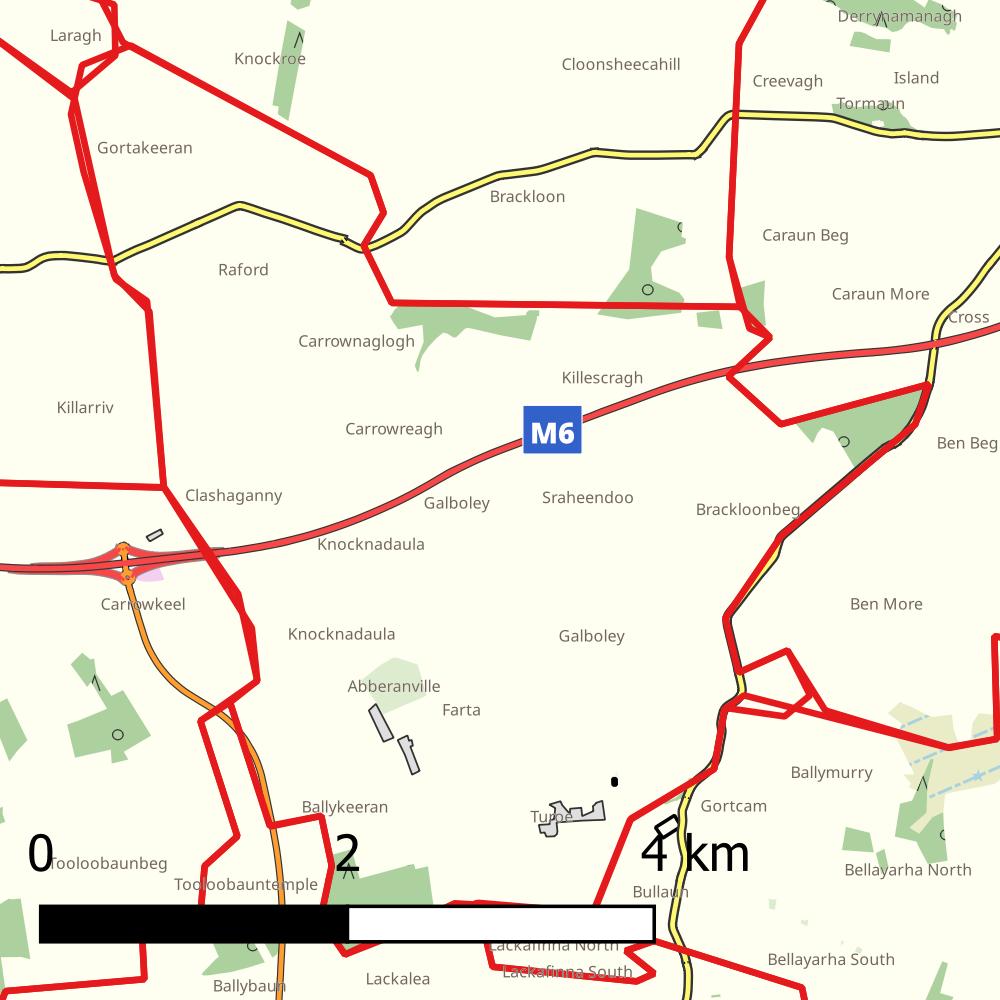 Derrynamanagh
Laragh
Knockroe
Cloonsheecahill
Island
Creevagh
Tormaun
Gortakeeran
Brackloon
Caraun Beg
Raford
Caraun More
Cross
Carrownaglogh
Killescragh
Killarriv
Carrowreagh
M6
Ben Beg
Clashaganny
Sraheendoo
Galboley
Brackloonbeg
Knocknadaula
Carrowkeel
Ben More
Knocknadaula
Galboley
Abberanville
Farta
Ballymurry
Ballykeeran
Gortcam
Turoe
0 2 4 km
Tooloobaunbeg
Bellayarha North
Tooloobauntemple
Bullaun
Lackafinna North
Bellayarha South
Lackafinna South
Lackalea
Ballybaun